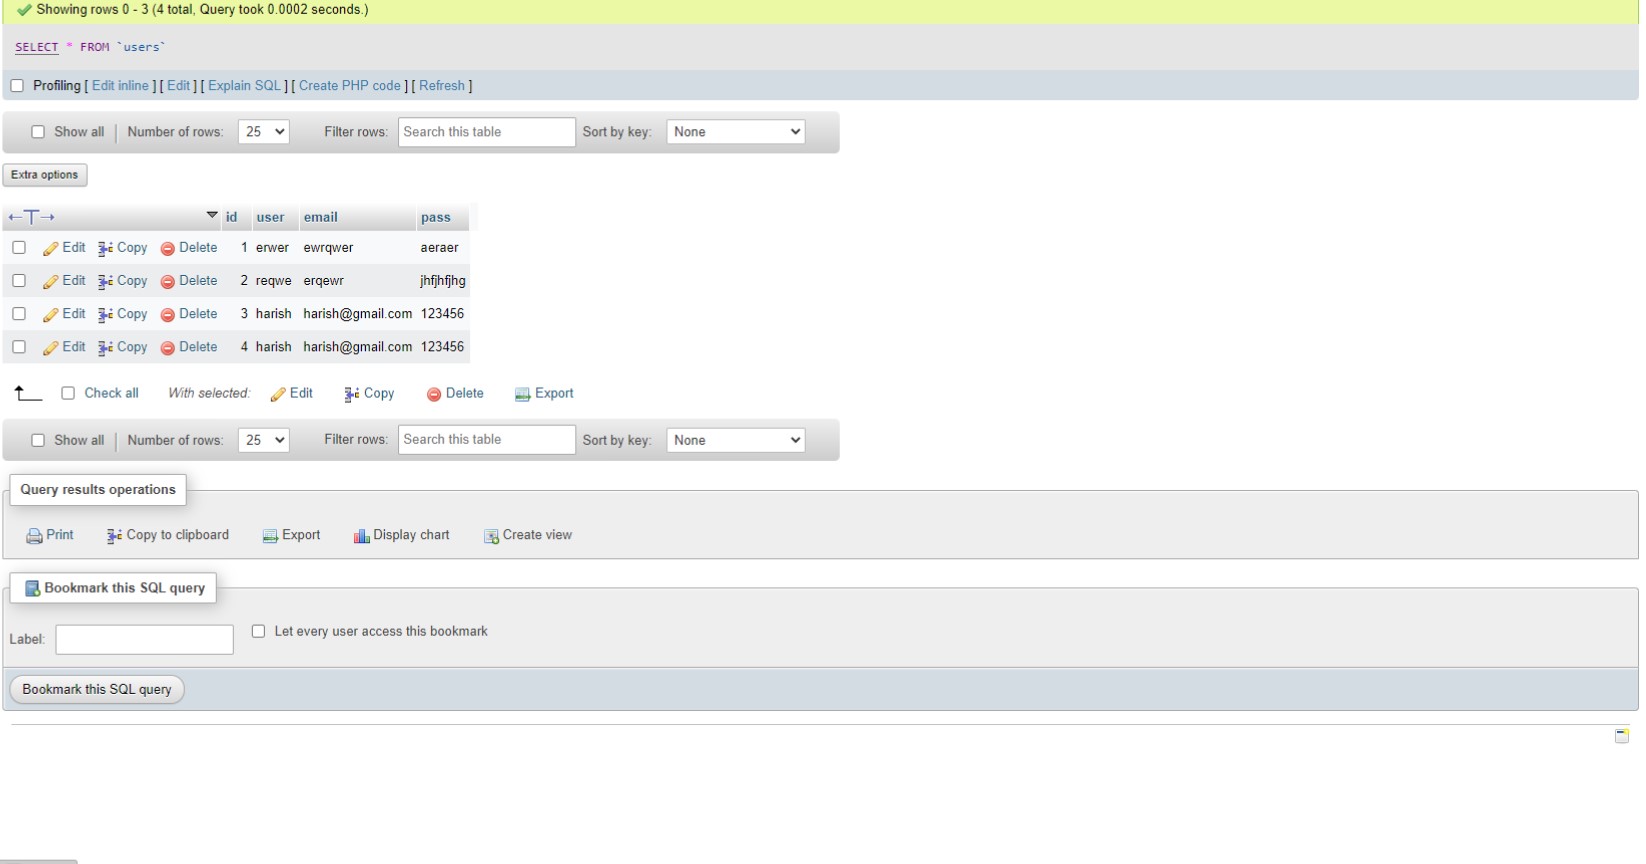 Showing rows 0 - 3 (4 total, Query took 0.0002 seconds.)
SELECT * FROM `users`
Profiling [ Edit inline ] [ Edit ] [ Explain SQL ] [ Create PHP code ] [ Refresh ]
Show all | Number of rows: 25 Filter rows: Search this table Sort by key: None
Extra options
←T→ id user email pass
Edit Copy Delete 1 erwer ewrqwer aeraer
Edit Copy Delete 2 reqwe erqewr jhfjhfjhg
Edit Copy Delete 3 harish harish@gmail.com 123456
Edit Copy Delete 4 harish harish@gmail.com 123456
Check all With selected: Edit Copy Delete Export
Show all | Number of rows: 25 Filter rows: Search this table Sort by key: None
Query results operations
Print Copy to clipboard Export Display chart Create view
Bookmark this SQL query
Label: Let every user access this bookmark
Bookmark this SQL query